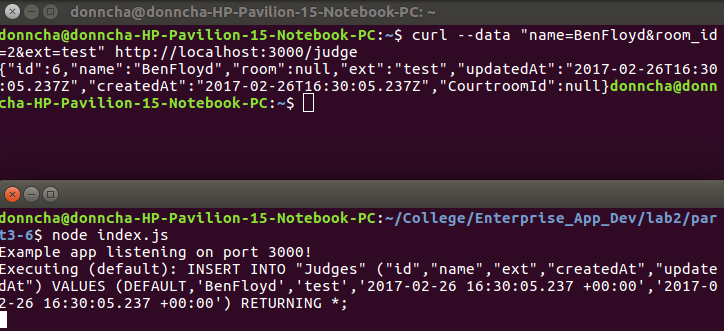 donncha@donncha-HP-Pavilion-15-Notebook-PC: ~
donncha@donncha-HP-Pavilion-15-Notebook-PC:~$ curl --data "name=BenFloyd&room_id
=2&ext=test" http://localhost:3000/judge
{"id":6,"name":"BenFloyd","room":null,"ext":"test","updatedAt":"2017-02-26T16:30
:05.237Z","createdAt":"2017-02-26T16:30:05.237Z","CourtroomId":null}donncha@donn
cha-HP-Pavilion-15-Notebook-PC:~$
donncha@donncha-HP-Pavilion-15-Notebook-PC:~/College/Enterprise_App_Dev/lab2/par
t3-6$ node index.js
Example app listening on port 3000!
Executing (default): INSERT INTO "Judges" ("id","name","ext","createdAt","update
dAt") VALUES (DEFAULT,'BenFloyd','test','2017-02-26 16:30:05.237 +00:00','2017-0
2-26 16:30:05.237 +00:00') RETURNING *;